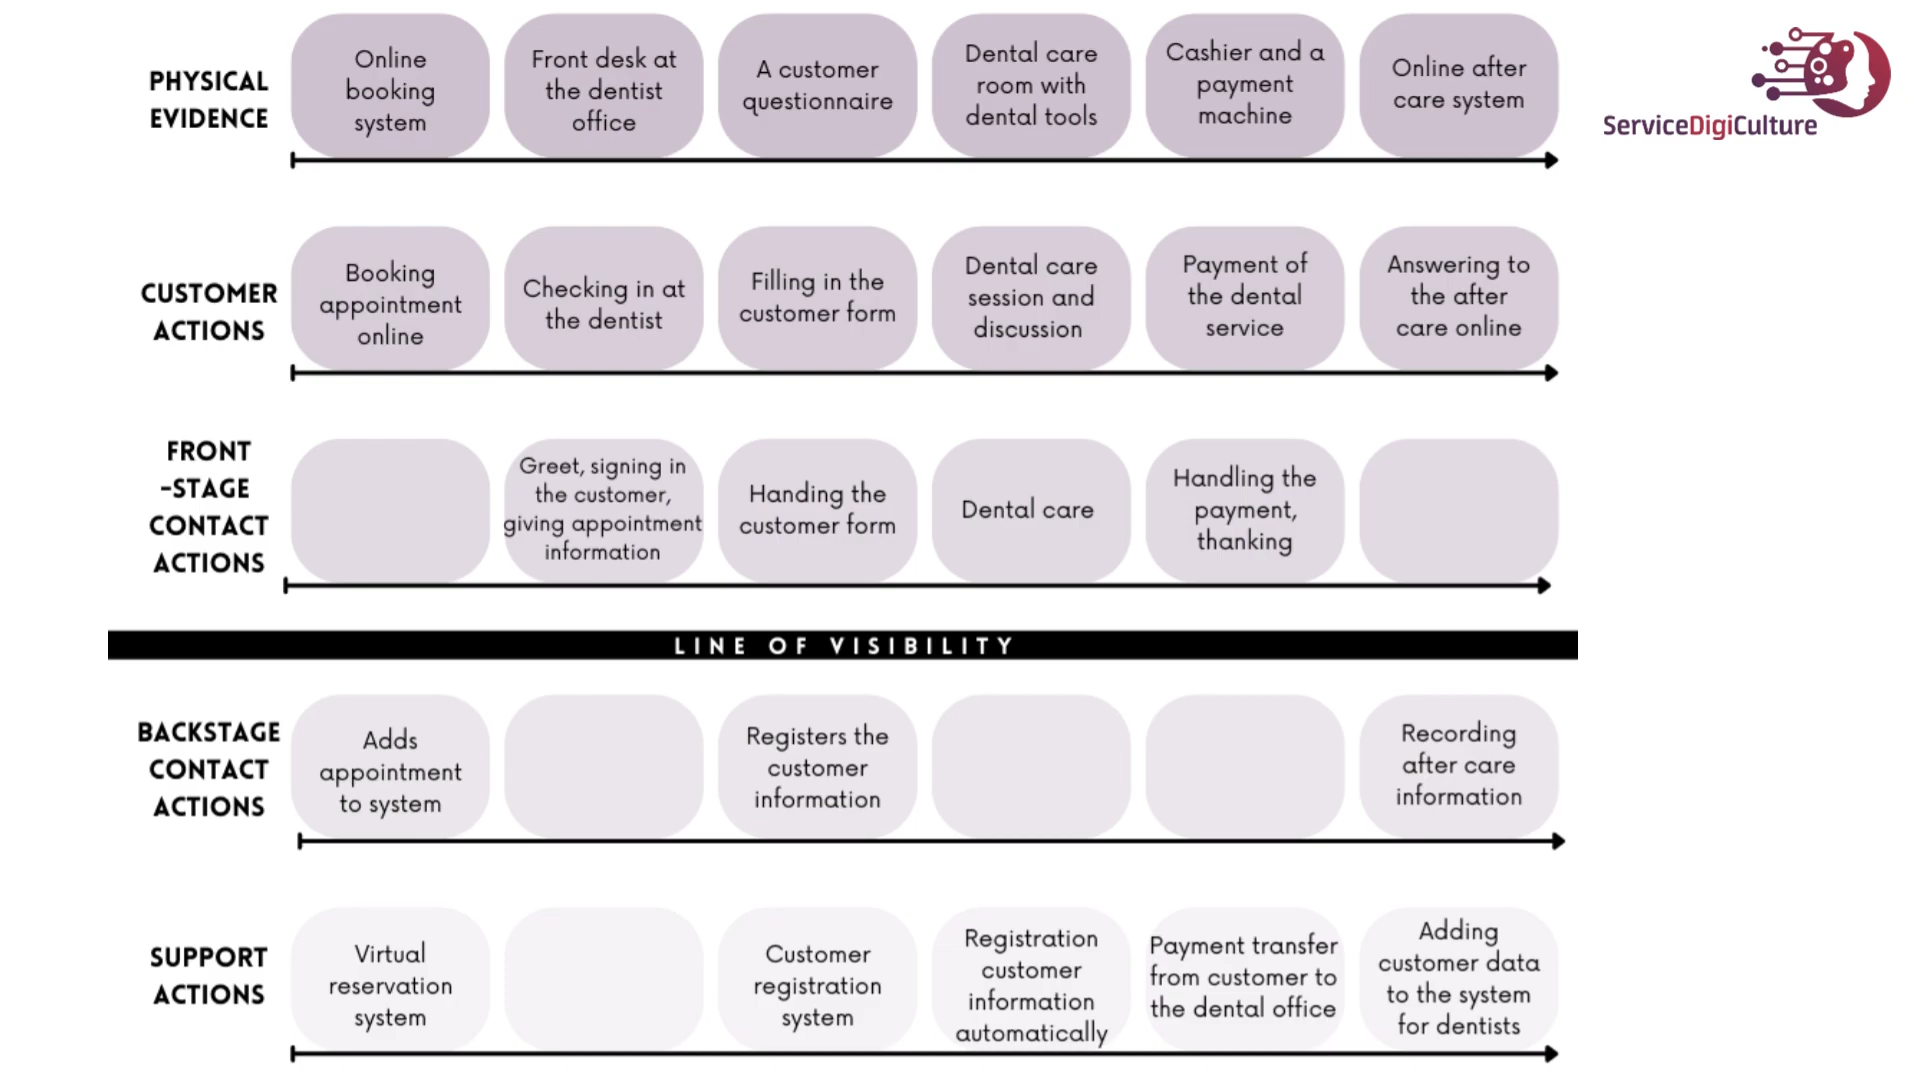 PHYSICAL
EVIDENCE
Online
booking
system
Front desk at
the dentist
office
A customer
questionnaire
Dental care
room with
dental tools
Cashier and a
payment
machine
Online after
care system
ServiceDigiCulture
CUSTOMER
ACTIONS
Booking
appointment
online
Checking in at
the dentist
Filling in the
customer form
Dental care
session and
discussion
Payment of
the dental
service
Answering to
the after
care online
FRONT
-STAGE
CONTACT
ACTIONS
Greet, signing in
the customer,
giving appointment
information
Handing the
customer form
Dental care
Handling the
payment,
thanking
LINE OF VISIBILITY
BACKSTAGE
CONTACT
ACTIONS
Adds
appointment
to system
Registers the
customer
information
Recording
after care
information
SUPPORT
ACTIONS
Virtual
reservation
system
Customer
registration
system
Registration
customer
information
automatically
Payment transfer
from customer to
the dental office
Adding
customer data
to the system
for dentists